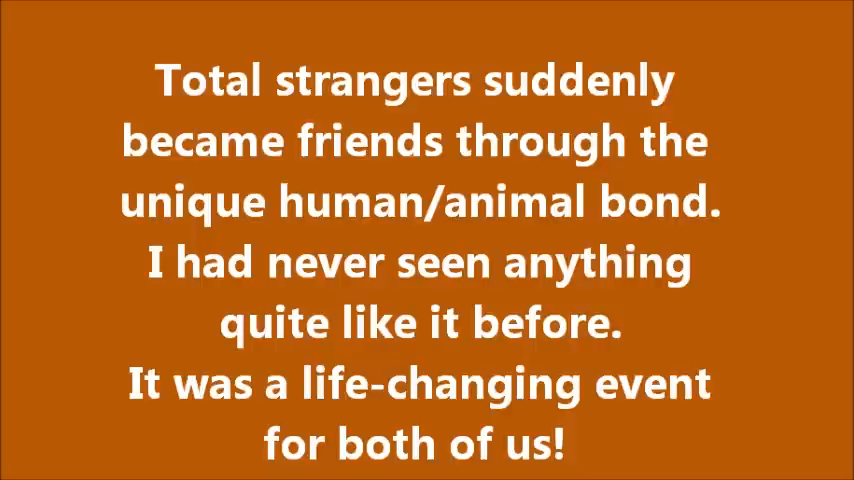 Total strangers suddenly
became friends through the
unique human/animal bond.
I had never seen anything
quite like it before.
It was a life-changing event
for both of us!